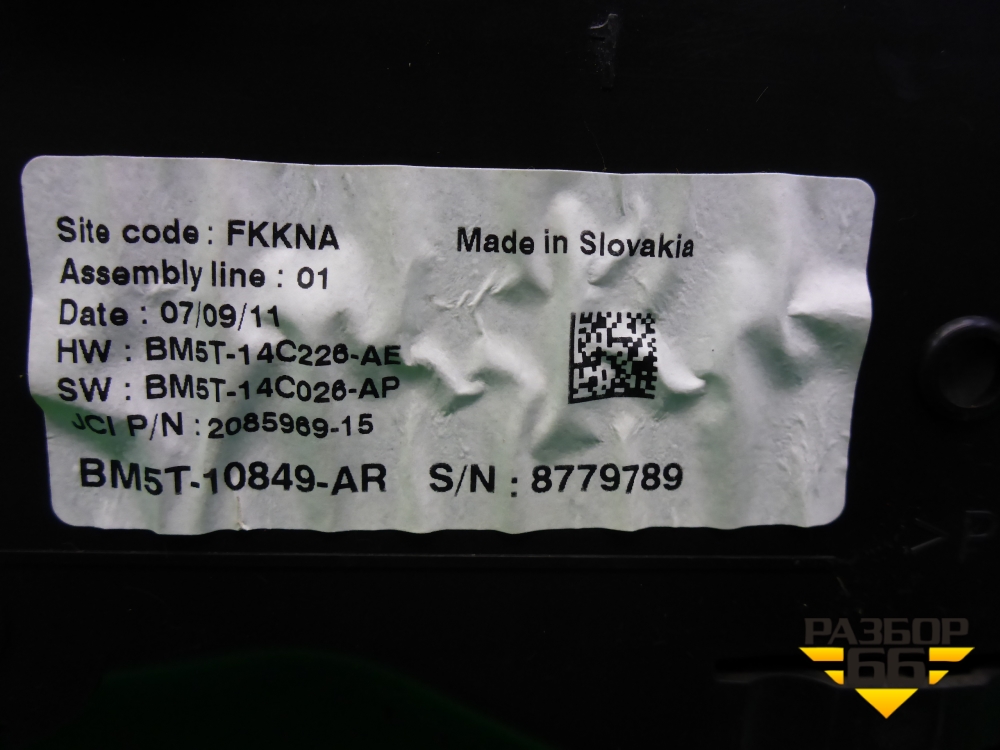 Site code : FKKNA
Made in Slovakia
Assembly line : 01
Date : 07/09/11
HW : BM5T-14C226-AE
SW : BM5T-14C026-AP
JCI P/N : 2085989-15
BM5T-10849-AR S/N : 8779789
>P
РАЗБОР
66